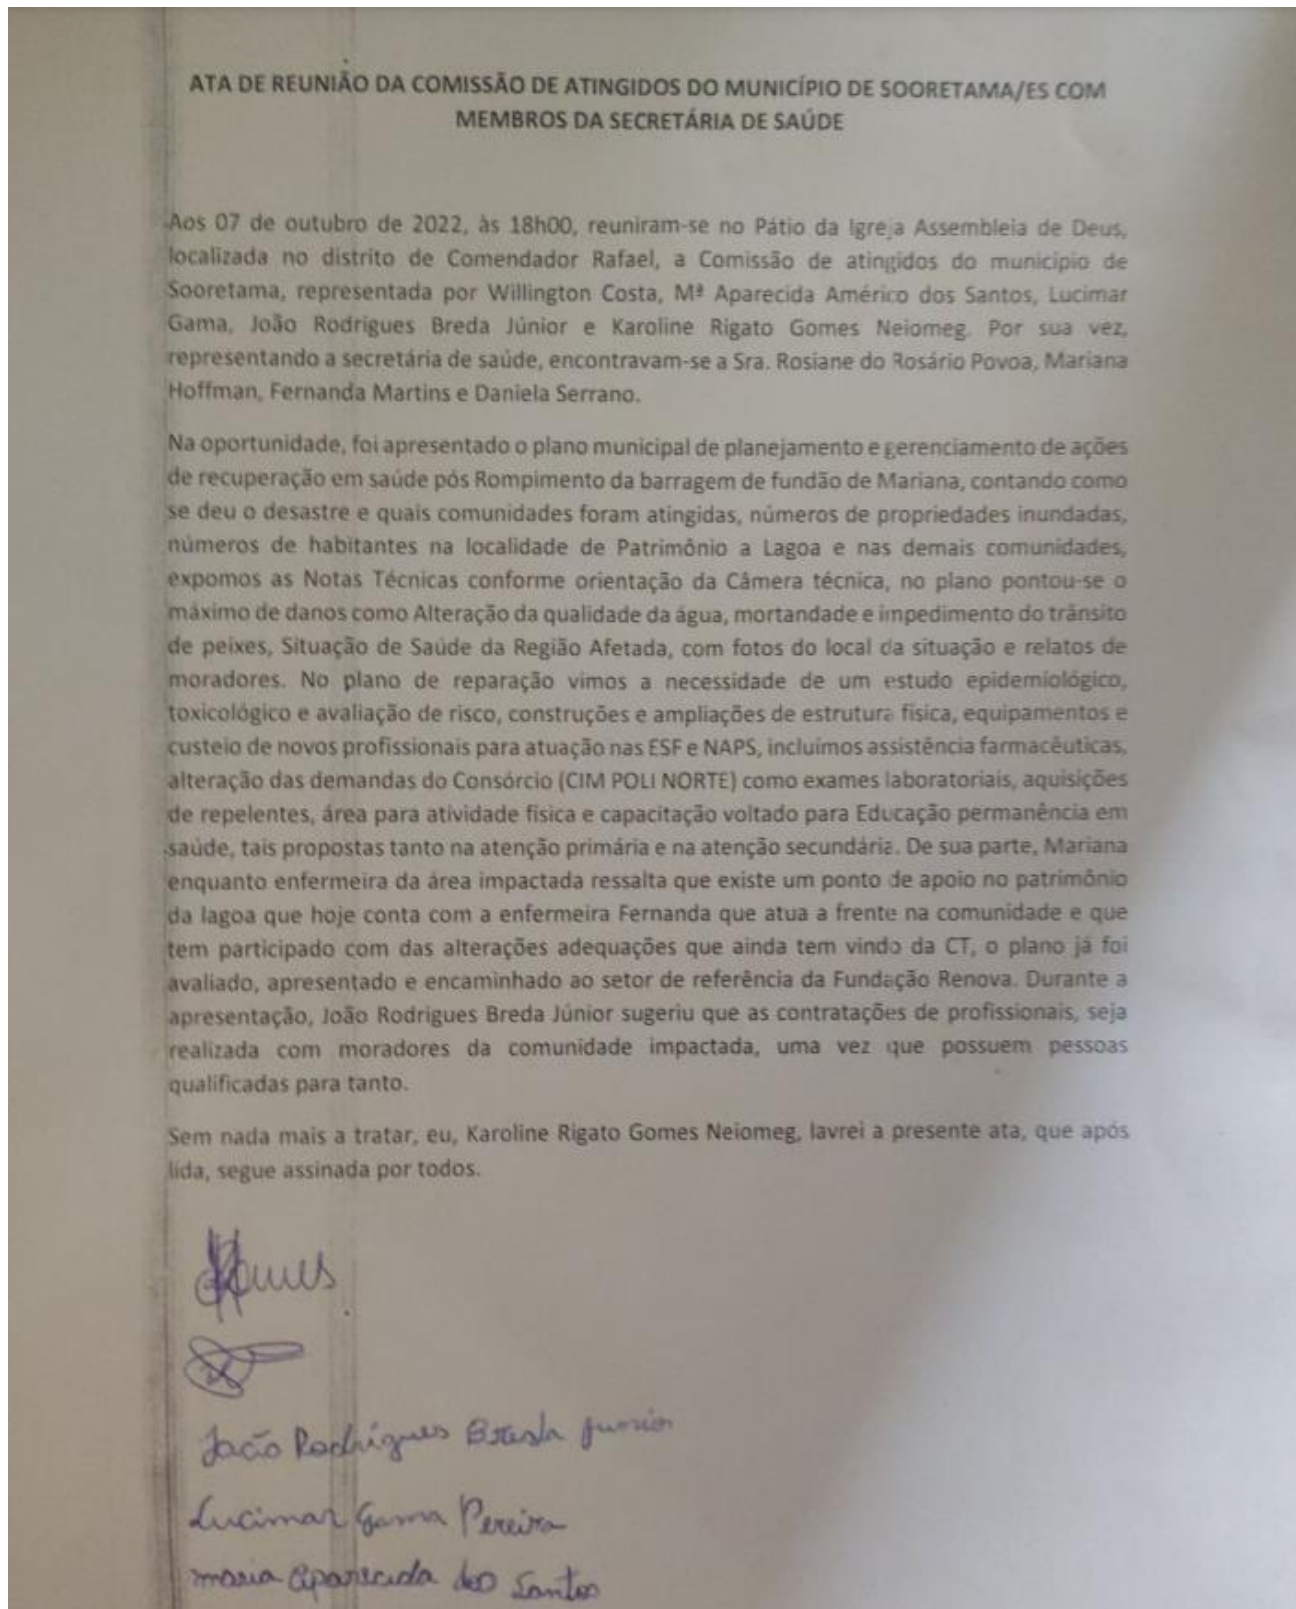 ATA DE REUNIÃO DA COMISSÃO DE ATINGIDOS DO MUNICÍPIO DE SOORETAMA/ES COM
MEMBROS DA SECRETÁRIA DE SAÚDE
Aos 07 de outubro de 2022, às 18h00, reuniram-se no Pátio da Igreja Assembleia de Deus,
localizada no distrito de Comendador Rafael, a Comissão de atingidos do município de
Sooretama, representada por Willington Costa, Mª Aparecida Américo dos Santos, Lucimar
Gama, João Rodrigues Breda Júnior e Karoline Rigato Gomes Neiomeg. Por sua vez,
representando a secretária de saúde, encontravam-se a Sra. Rosiane do Rosário Povoa, Mariana
Hoffman, Fernanda Martins e Daniela Serrano.
Na oportunidade, foi apresentado o plano municipal de planejamento e gerenciamento de ações
de recuperação em saúde pós Rompimento da barragem de fundão de Mariana, contando como
se deu o desastre e quais comunidades foram atingidas, números de propriedades inundadas,
números de habitantes na localidade de Patrimônio a Lagoa e nas demais comunidades,
expomos as Notas Técnicas conforme orientação da Câmera técnica, no plano pontou-se o
máximo de danos como Alteração da qualidade da água, mortandade e impedimento do trânsito
de peixes, Situação de Saúde da Região Afetada, com fotos do local da situação e relatos de
moradores. No plano de reparação vimos a necessidade de um estudo epidemiológico,
toxicológico e avaliação de risco, construções e ampliações de estrutura física, equipamentos e
custeio de novos profissionais para atuação nas ESF e NAPS, incluímos assistência farmacêuticas,
alteração das demandas do Consórcio (CIM POLI NORTE) como exames laboratoriais, aquisições
de repelentes, área para atividade física e capacitação voltado para Educação permanência em
saúde, tais propostas tanto na atenção primária e na atenção secundária. De sua parte, Mariana
enquanto enfermeira da área impactada ressalta que existe um ponto de apoio no patrimônio
da lagoa que hoje conta com a enfermeira Fernanda que atua a frente na comunidade e que
tem participado com das alterações adequações que ainda tem vindo da CT, o plano já foi
avaliado, apresentado e encaminhado ao setor de referência da Fundação Renova. Durante a
apresentação, João Rodrigues Breda Júnior sugeriu que as contratações de profissionais, seja
realizada com moradores da comunidade impactada, uma vez que possuem pessoas
qualificadas para tanto.
Sem nada mais a tratar, eu, Karoline Rigato Gomes Neiomeg, lavrei a presente ata, que após
lida, segue assinada por todos.
João Rodrigues Breda Junior
Lucimar Gama Pereira
maria aparecida dos Santos